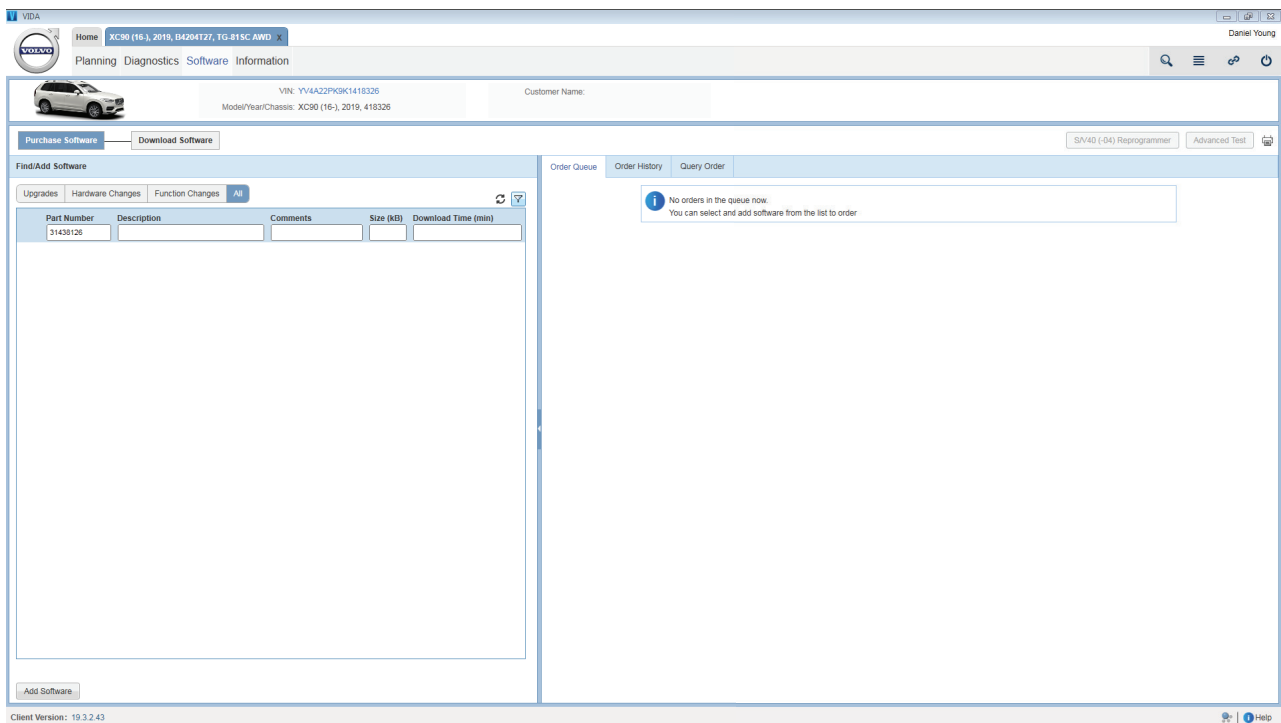 VIDA
Home XC90 (16-), 2019, B4204T27, TG-81SC AWD X
Daniel Young
VOLVO
Planning Diagnostics Software Information
VIN: YV4A22PK9K1418326
Customer Name:
Model/Year/Chassis: XC90 (16-), 2019, 418326
Purchase Software Download Software
S/V40 (-04) Reprogrammer Advanced Test
Find/Add Software
Order Queue Order History Query Order
Upgrades Hardware Changes Function Changes All
No orders in the queue now.
You can select and add software from the list to order
Part Number Description Comments Size (kB) Download Time (min)
31438126
Add Software
Client Version: 19.3.2.43
Help